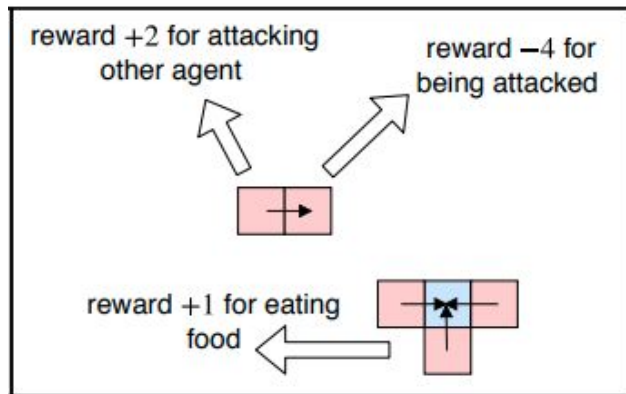 reward +2 for attacking
other agent
reward −4 for
being attacked
reward +1 for eating
food